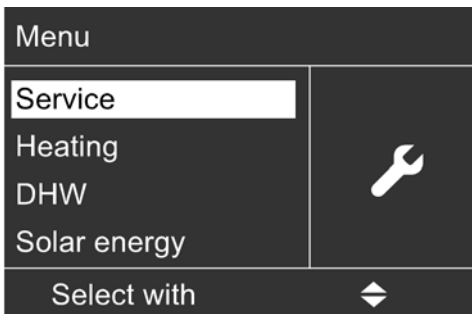 Menu
Service
Heating
DHW
Solar energy
Select with